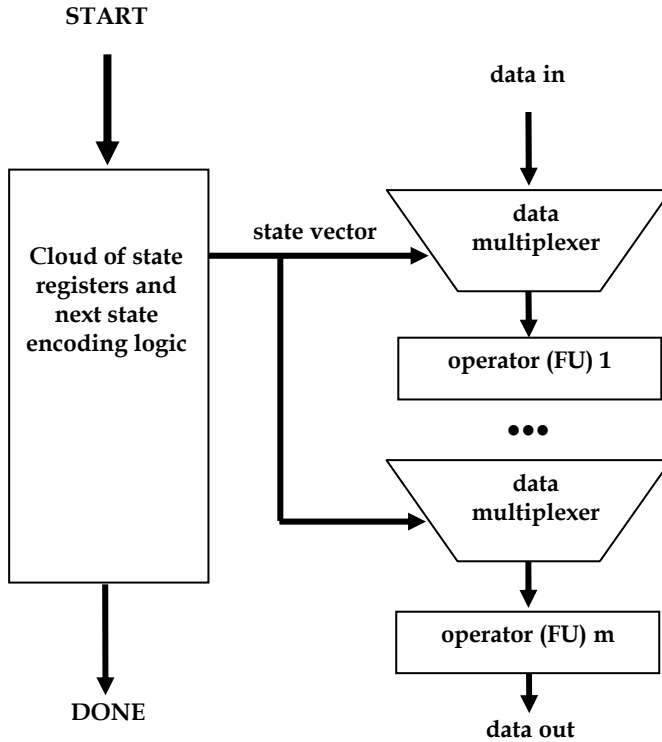 START
data in
data
multiplexer
state vector
Cloud of state
registers and
next state
encoding logic
operator (FU) 1
•••
data
multiplexer
operator (FU) m
DONE
data out